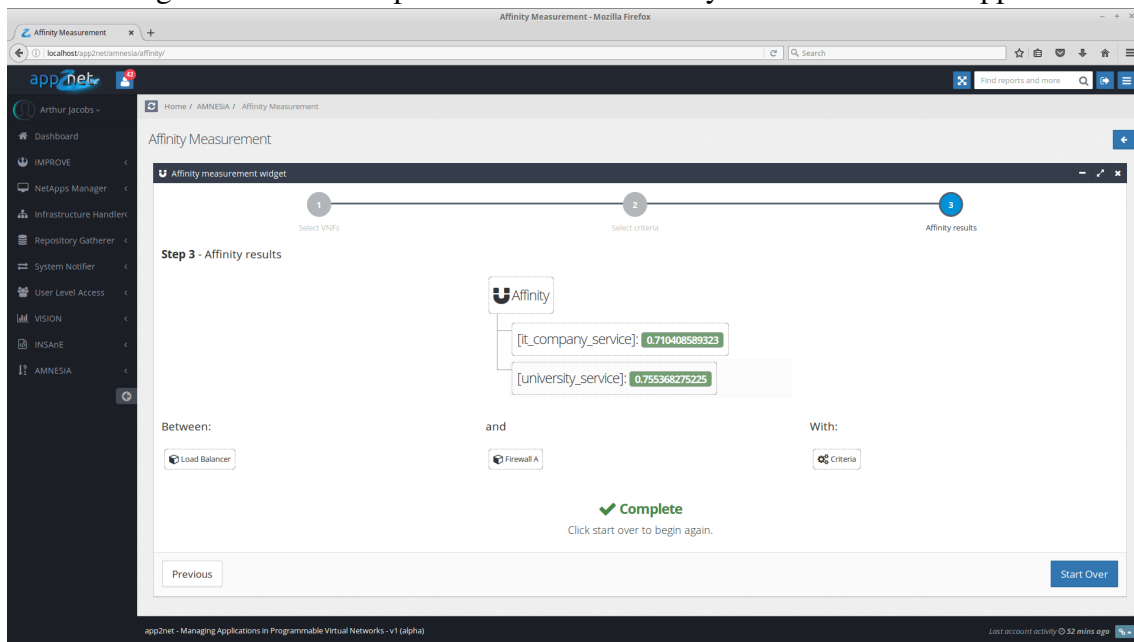 Affinity Measurement - Mozilla Firefox
Affinity Measurement
localhost/app2net/amnesia/affinity/
Search
app2net
42
Find reports and more
Arthur Jacobs
Home / AMNESiA / Affinity Measurement
Dashboard
Affinity Measurement
IMPROVE
Affinity measurement widget
NetApps Manager
1
2
3
Infrastructure Handler
Select VNFs
Select criteria
Affinity results
Repository Gatherer
Step 3 - Affinity results
System Notifier
User Level Access
Affinity
VISION
[it_company_service]: 0.710408589323
INSAnE
AMNESIA
[university_service]: 0.755368275225
Between:
and
With:
Load Balancer
Firewall A
Criteria
Complete
Click start over to begin again.
Previous
Start Over
app2net - Managing Applications in Programmable Virtual Networks - v1 (alpha)
Last account activity 52 mins ago